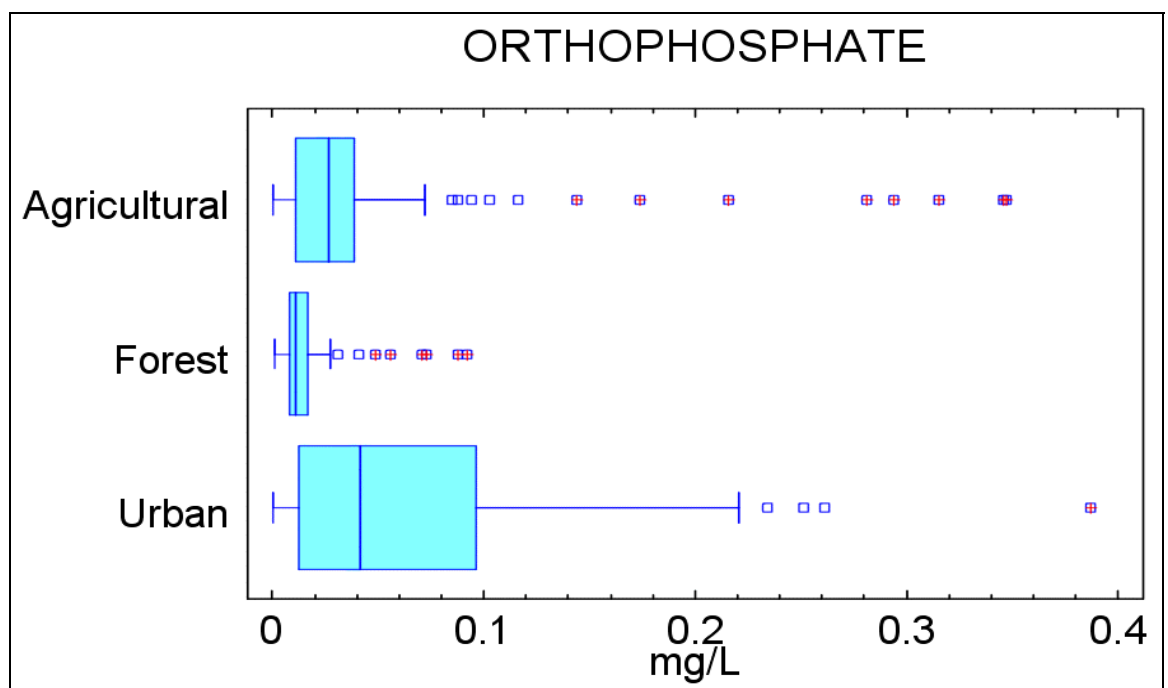 ORTHOPHOSPHATE
Agricultural
Forest
Urban
0 0.1 0.2 0.3 0.4
mg/L